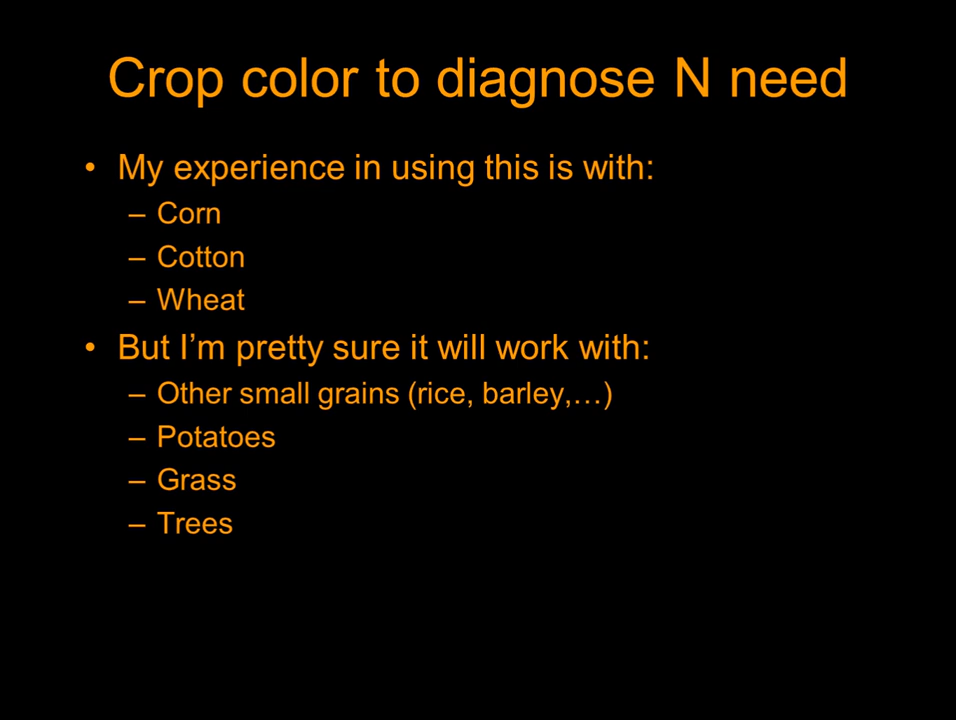 Crop color to diagnose N need
• My experience in using this is with:
– Corn
– Cotton
– Wheat
• But I’m pretty sure it will work with:
– Other small grains (rice, barley,…)
– Potatoes
– Grass
– Trees